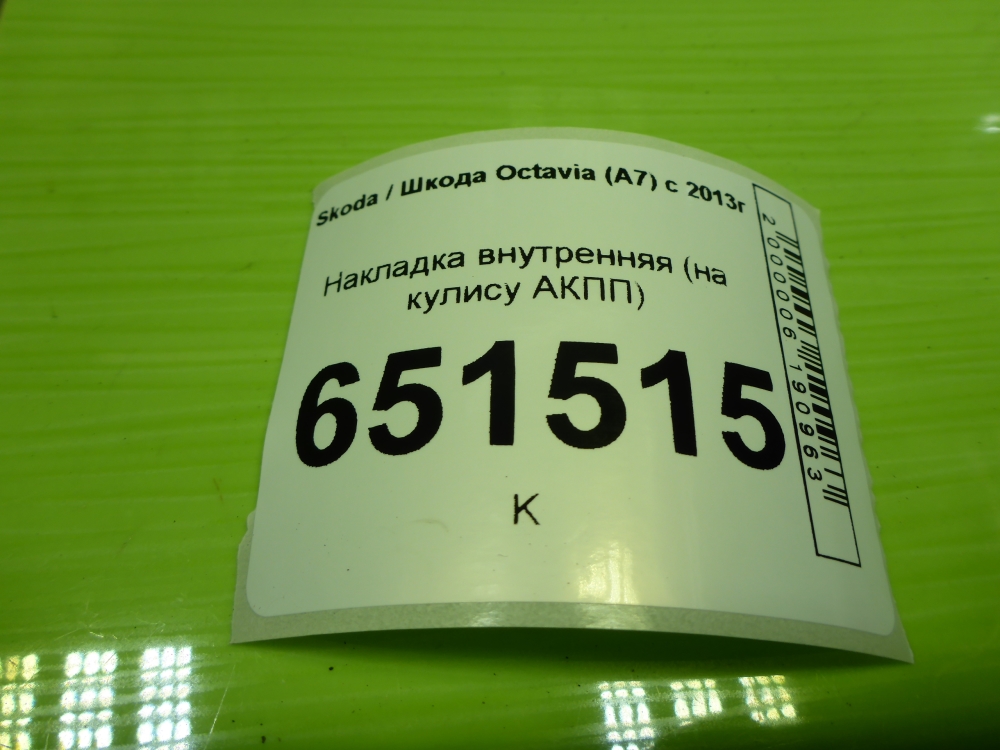 Skoda / Шкода Octavia (A7) с 2013г
Накладка внутренняя (на
кулису АКПП)
651515
К
2000006190963